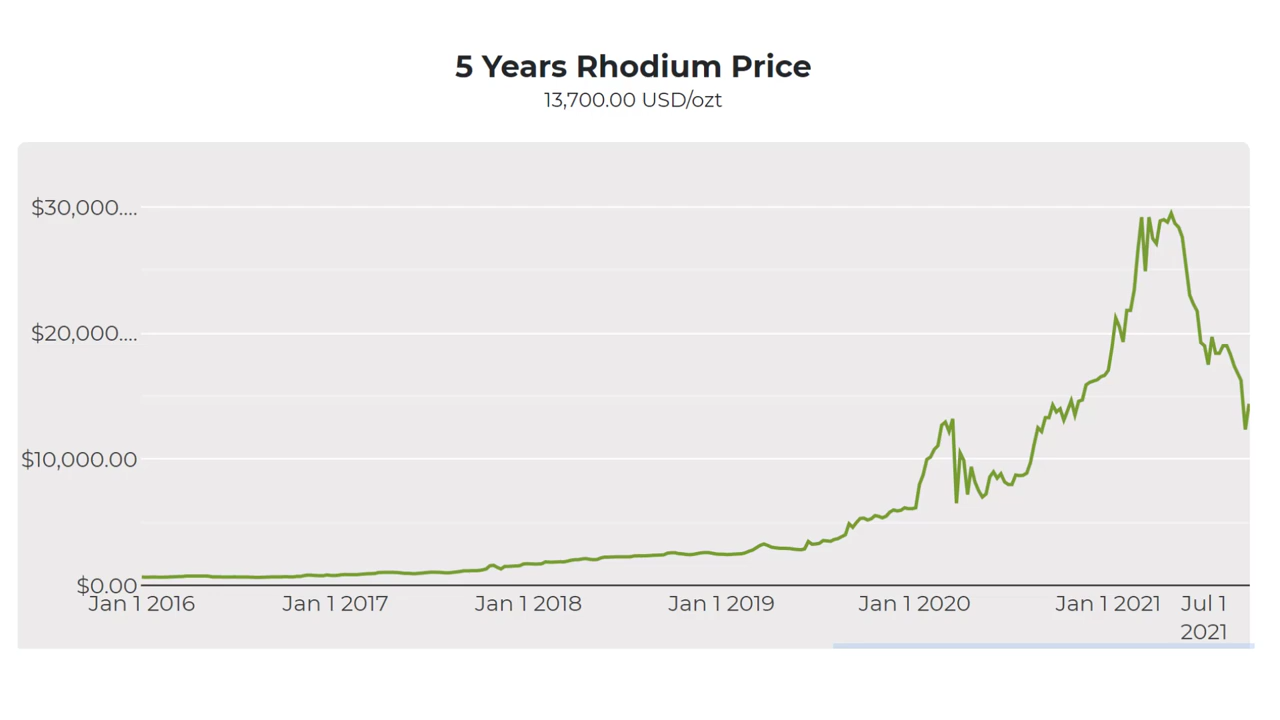 5 Years Rhodium Price
13,700.00 USD/ozt
$30,000....
$20,000....
$10,000.00
$0.00
Jan 1 2016 Jan 1 2017 Jan 1 2018 Jan 1 2019 Jan 1 2020 Jan 1 2021 Jul 1
2021